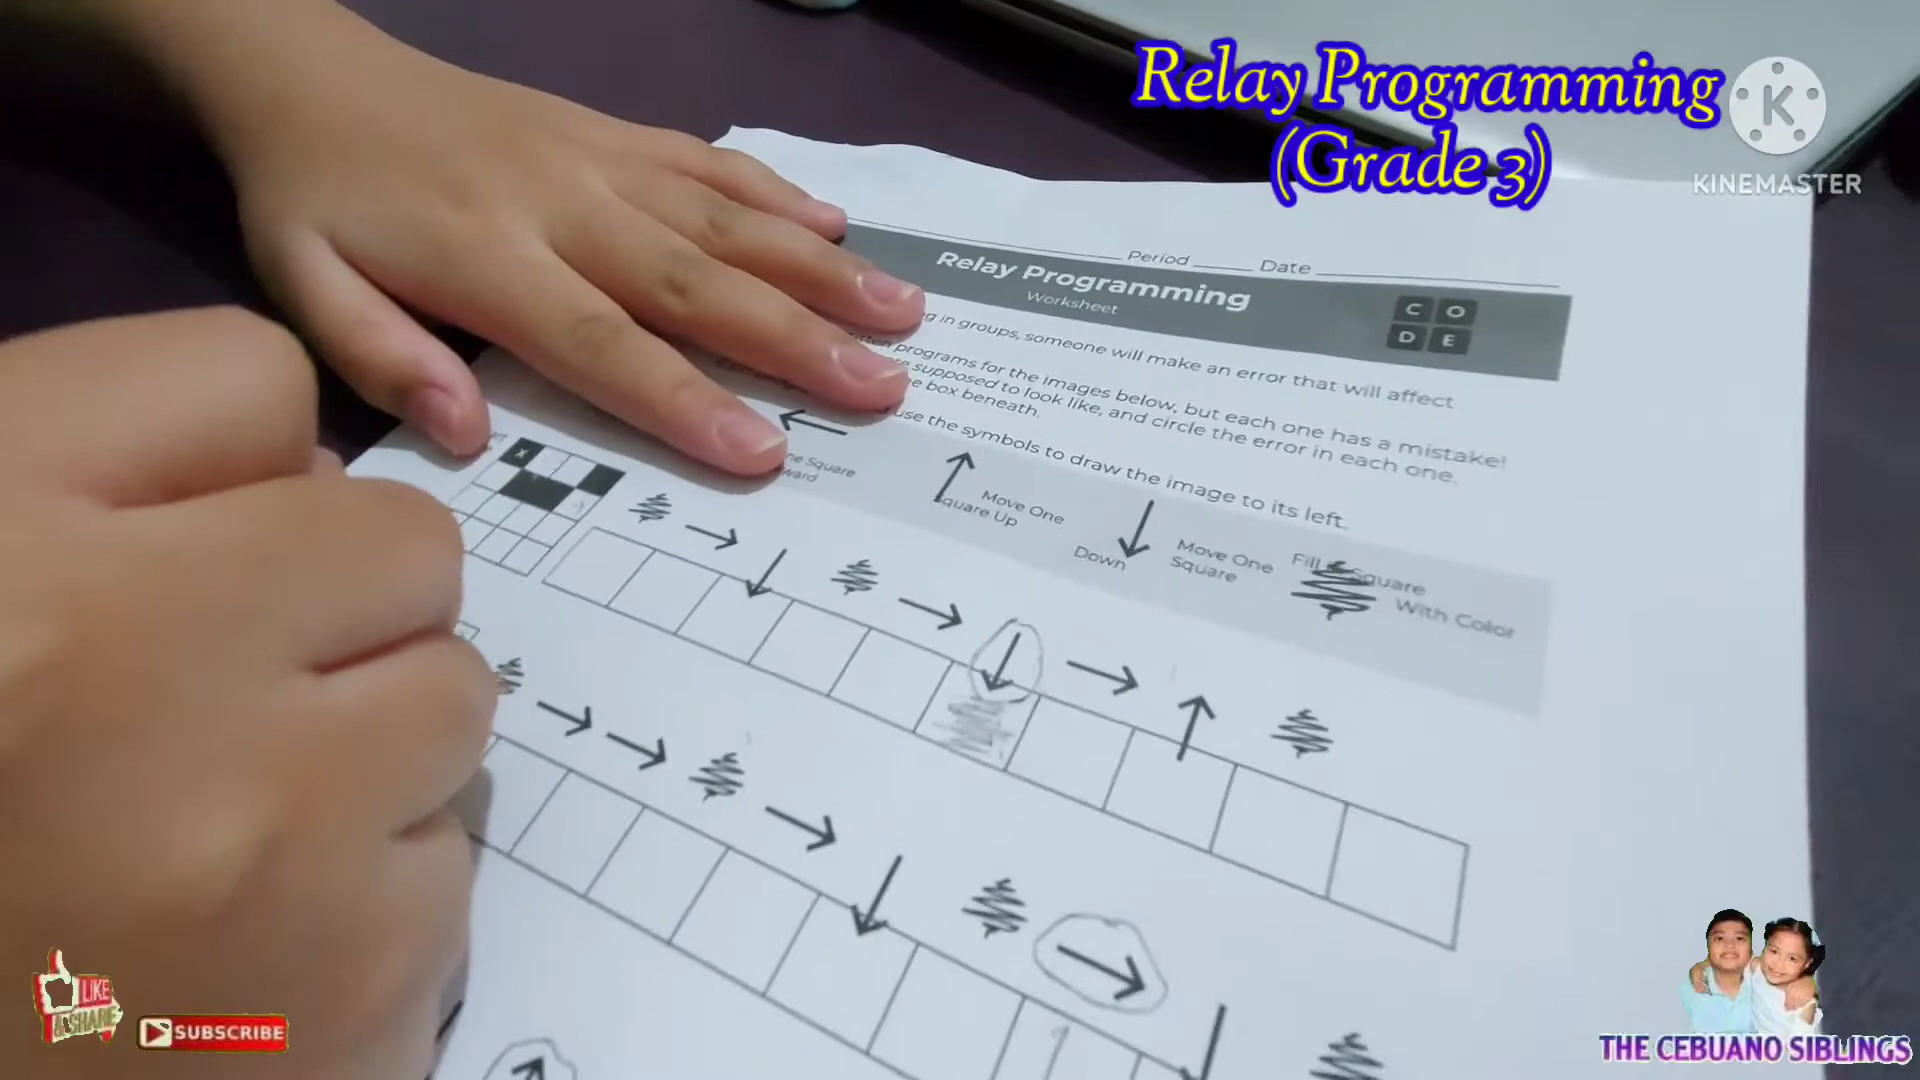 Relay Programming
(Grade 3)
K
KINEMASTER
Period Date
Relay Programming
Worksheet
C O
D E
in groups, someone will make an error that will affect
programs for the images below, but each one has a mistake!
supposed to look like, and circle the error in each one.
box beneath.
use the symbols to draw the image to its left.
Square
Move One
Square Up
Move One
Square
Down
Fill Square
With Color
x
LIKE
& SHARE
SUBSCRIBE
THE CEBUANO SIBLINGS